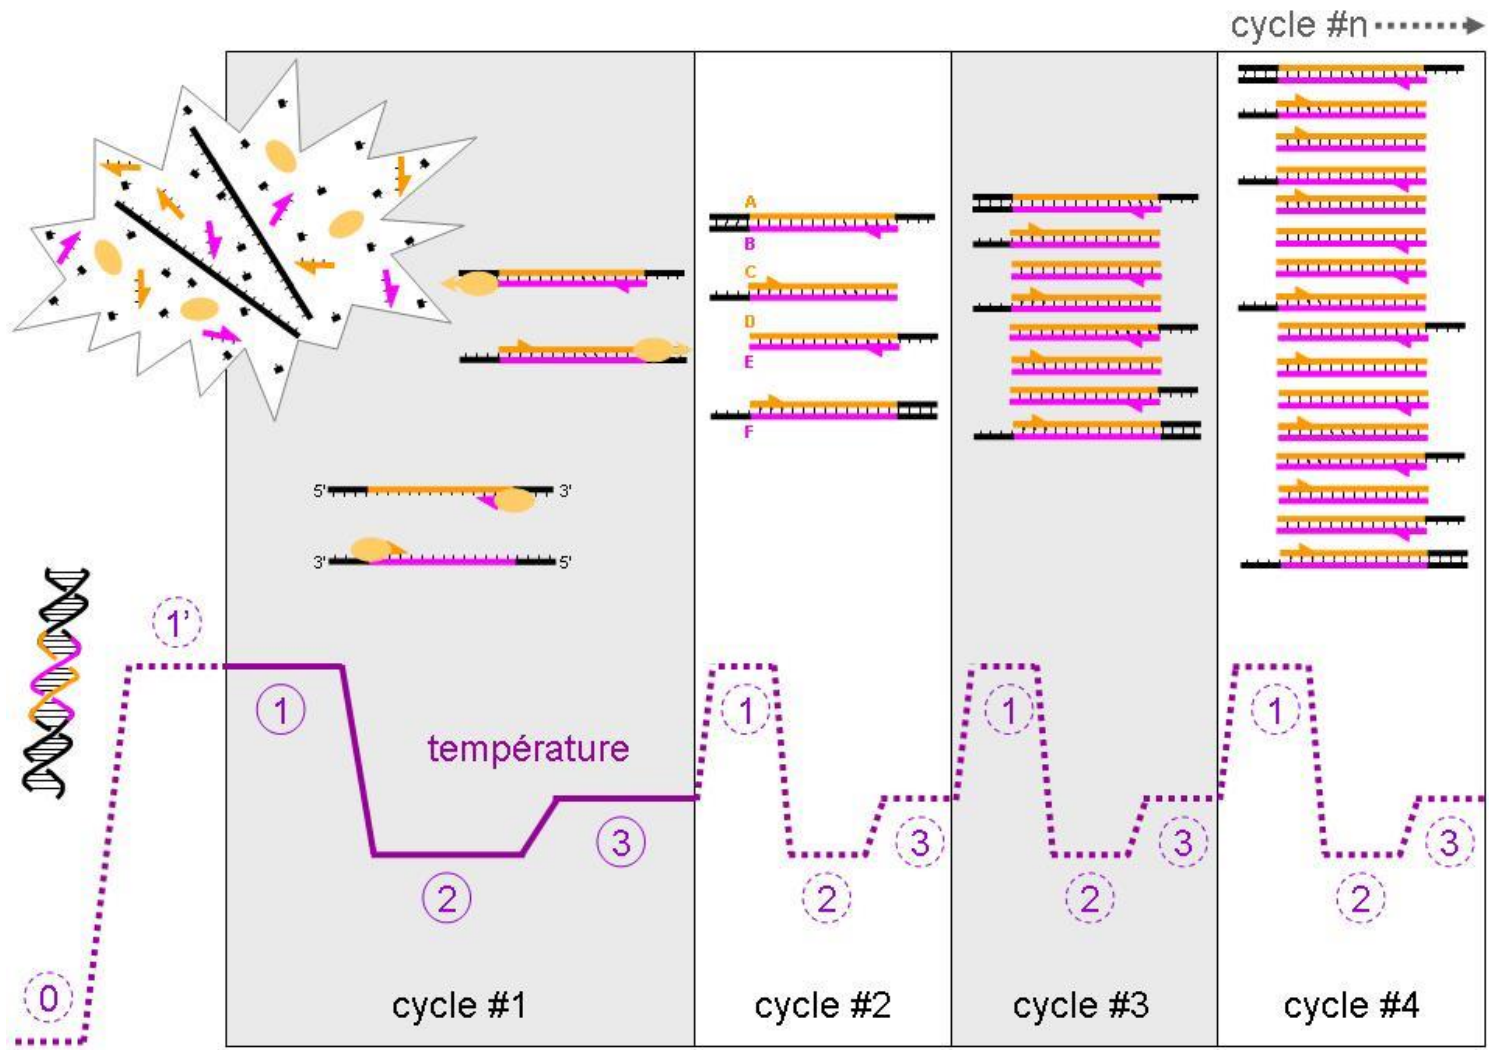 cycle #n
A
B
C
D
E
F
5' 3'
3' 5'
1'
1 1 1 1
température
3 3 3 3
2 2 2 2
0
cycle #1 cycle #2 cycle #3 cycle #4